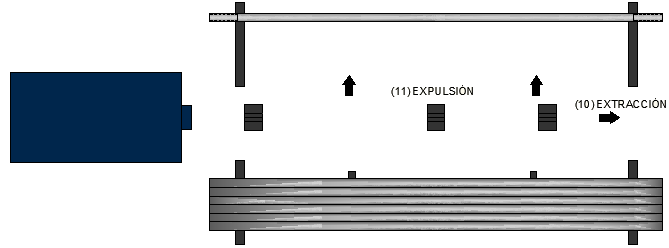 (11) EXPULSIÓN
(10) EXTRACCIÓN